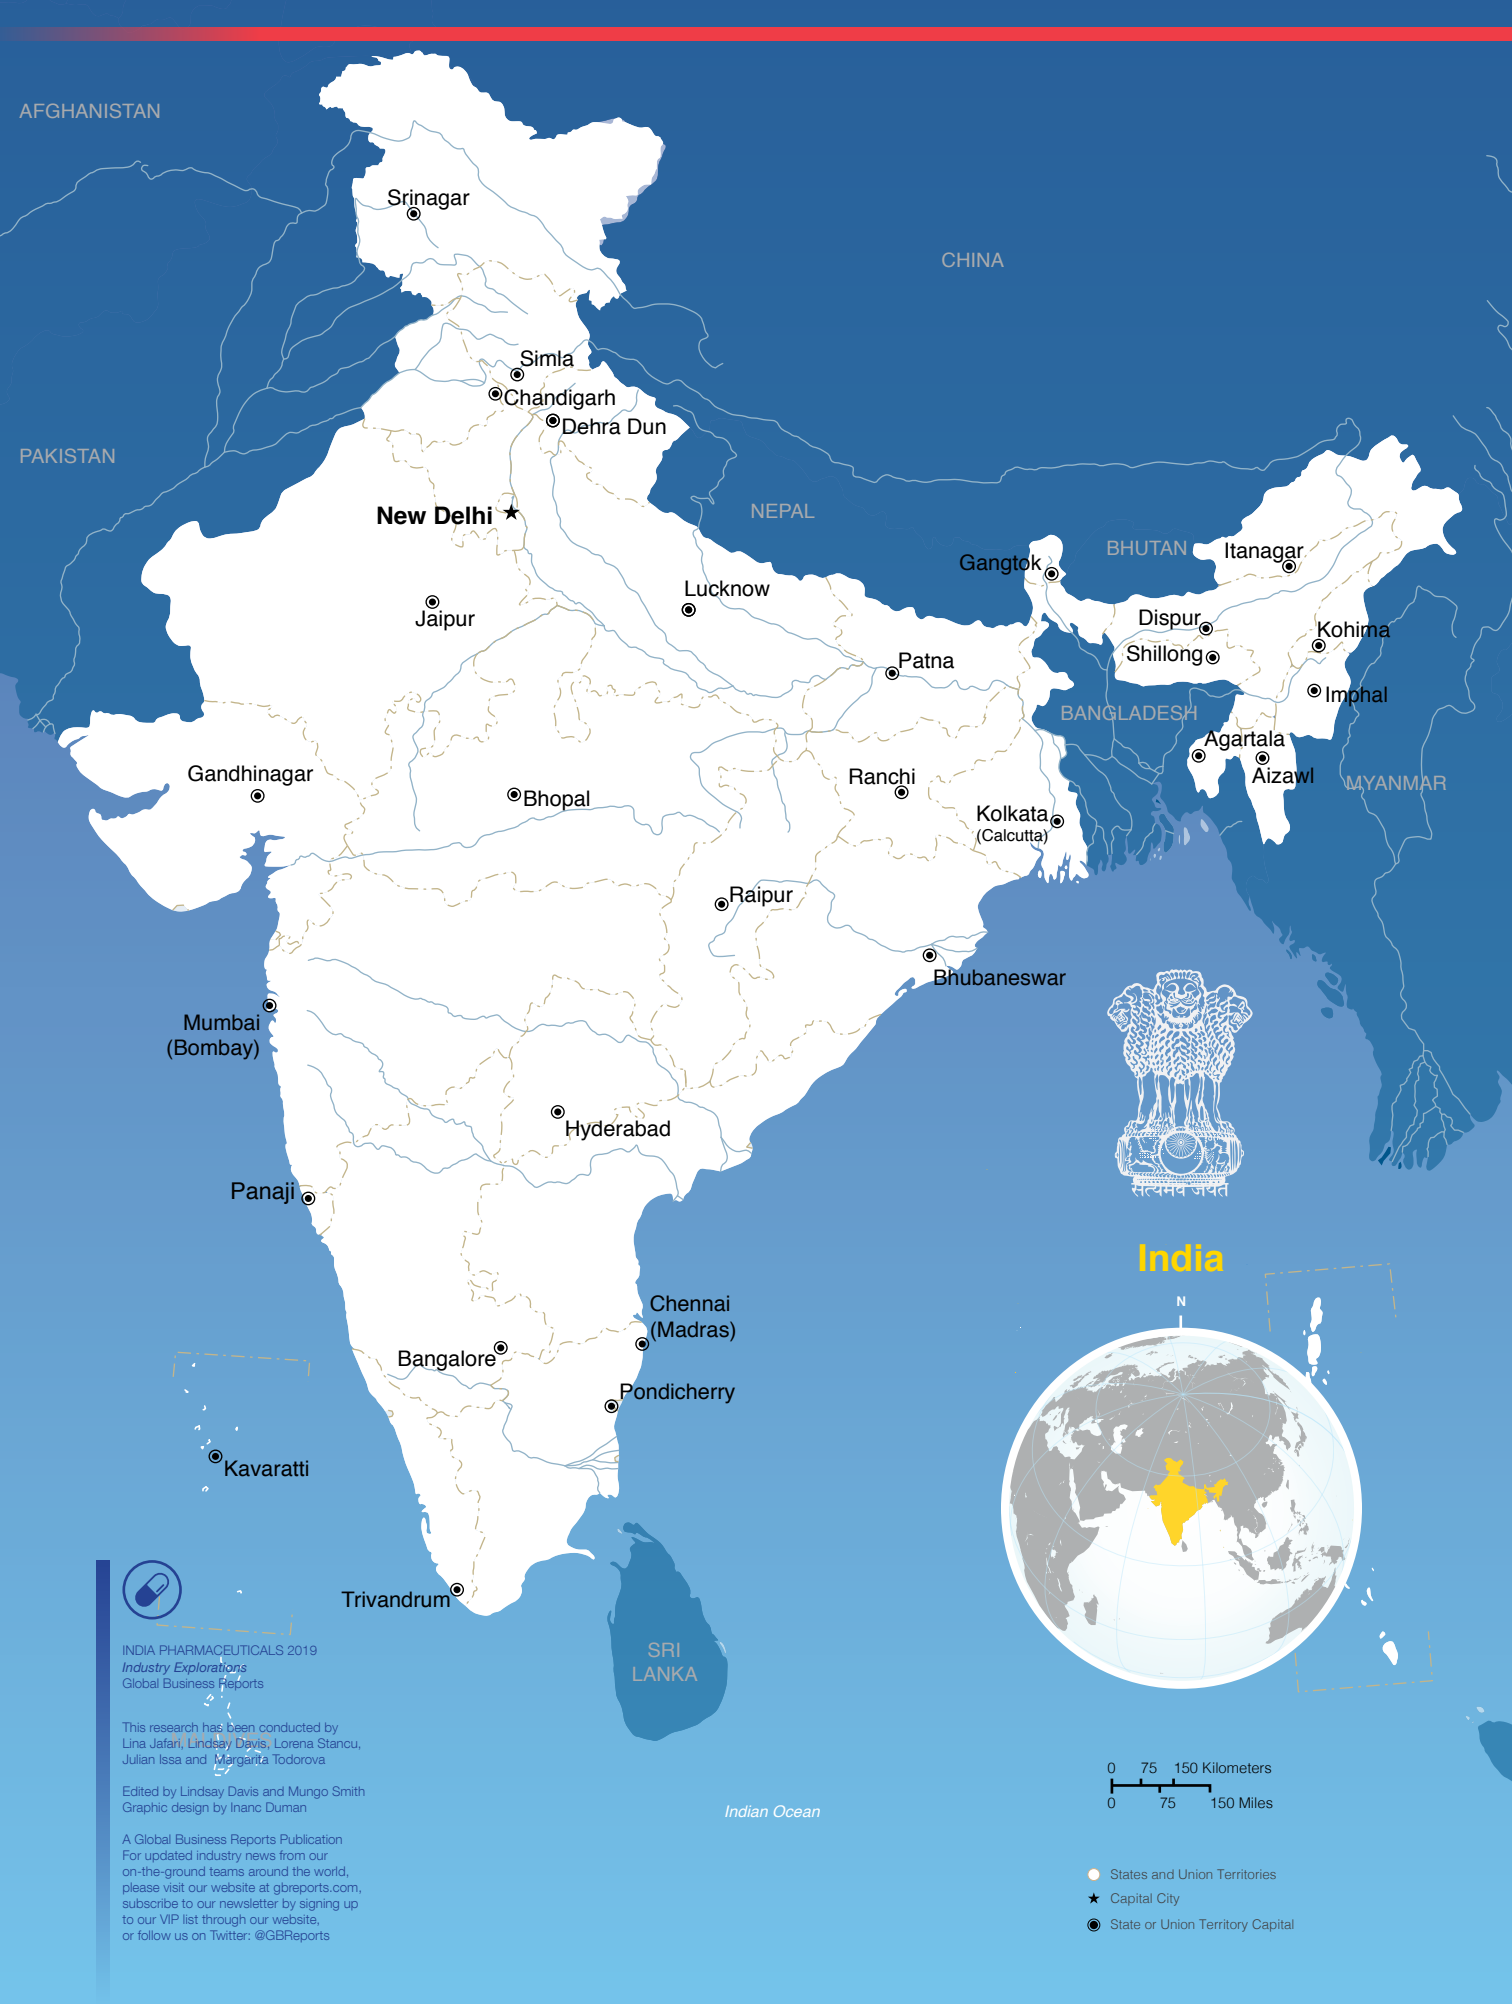 AFGHANISTAN
Srinagar
CHINA
Simla
Chandigarh
Dehra Dun
PAKISTAN
New Delhi
NEPAL
BHUTAN
Itanagar
Gangtok
Lucknow
Jaipur
Dispur
Kohima
Shillong
Patna
Imphal
BANGLADESH
Agartala
Gandhinagar
Ranchi
Aizawl
MYANMAR
Bhopal
Kolkata
(Calcutta)
Raipur
Bhubaneswar
Mumbai
(Bombay)
Hyderabad
सत्यमेव जयते
Panaji
India
N
Chennai
(Madras)
Bangalore
Pondicherry
Kavaratti
Trivandrum
SRI
LANKA
INDIA PHARMACEUTICALS 2019
Industry Explorations
Global Business Reports
This research has been conducted by
Lina Jafari, Lindsay Davis, Lorena Stancu,
Julian Issa and Margarita Todorova
Edited by Lindsay Davis and Mungo Smith
Graphic design by Inanc Duman
A Global Business Reports Publication
For updated industry news from our
on-the-ground teams around the world,
please visit our website at gbreports.com,
subscribe to our newsletter by signing up
to our VIP list through our website,
or follow us on Twitter: @GBReports
Indian Ocean
0 75 150 Kilometers
0 75 150 Miles
States and Union Territories
Capital City
State or Union Territory Capital